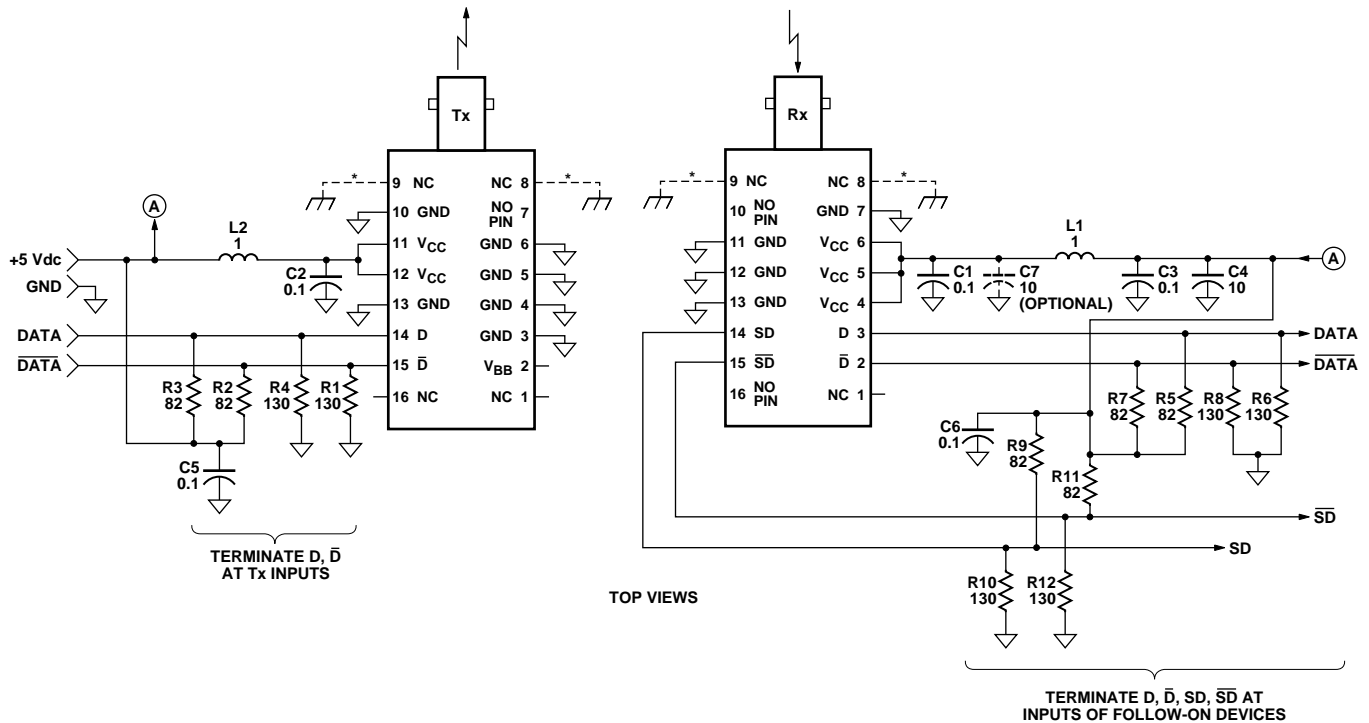 Tx
Rx
*
9 NC
NC 8
*
10 GND
NO PIN 7
11 VCC
GND 6
12 VCC
GND 5
13 GND
GND 4
14 D
GND 3
15 D̅
VBB 2
16 NC
NC 1
A
+5 Vdc
GND
DATA
D̅A̅T̅A̅
L2
1
C2
0.1
R3
82
R2
82
R4
130
R1
130
C5
0.1
TERMINATE D, D̅
AT Tx INPUTS
*
9 NC
NC 8
*
10 NO PIN
GND 7
11 GND
VCC 6
12 GND
VCC 5
13 GND
VCC 4
14 SD
D 3
15 S̅D̅
D̅ 2
16 NO PIN
NC 1
C1
0.1
C7
10
(OPTIONAL)
L1
1
C3
0.1
C4
10
A
DATA
D̅A̅T̅A̅
R7
82
R5
82
R8
130
R6
130
C6
0.1
R9
82
R11
82
S̅D̅
SD
R10
130
R12
130
TOP VIEWS
TERMINATE D, D̅, SD, S̅D̅ AT
INPUTS OF FOLLOW-ON DEVICES